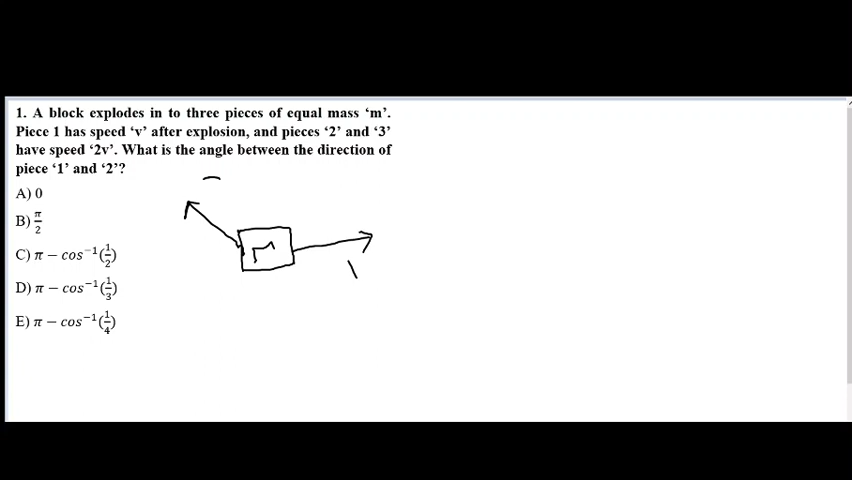 1. A block explodes in to three pieces of equal mass ‘m’.
Piece 1 has speed ‘v’ after explosion, and pieces ‘2’ and ‘3’
have speed ‘2v’. What is the angle between the direction of
piece ‘1’ and ‘2’?
A) 0
B) π/2
C) π − cos⁻¹(1/2)
D) π − cos⁻¹(1/3)
E) π − cos⁻¹(1/4)